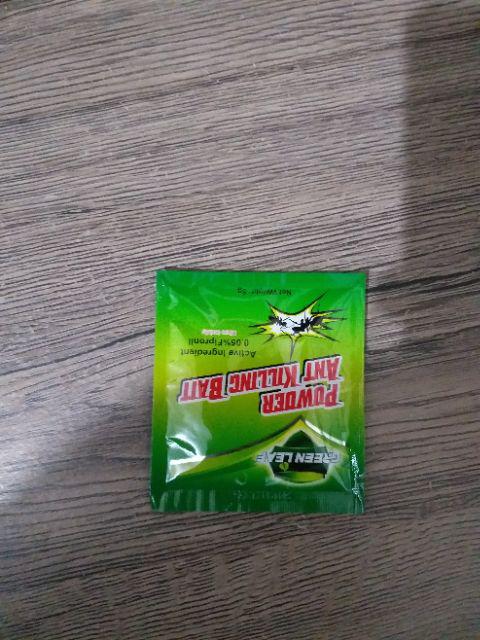 GREEN LEAF
POWDER
ANT KILLING BAIT
Active Ingredient
0.05%Fipronil
Net Weight: 5g